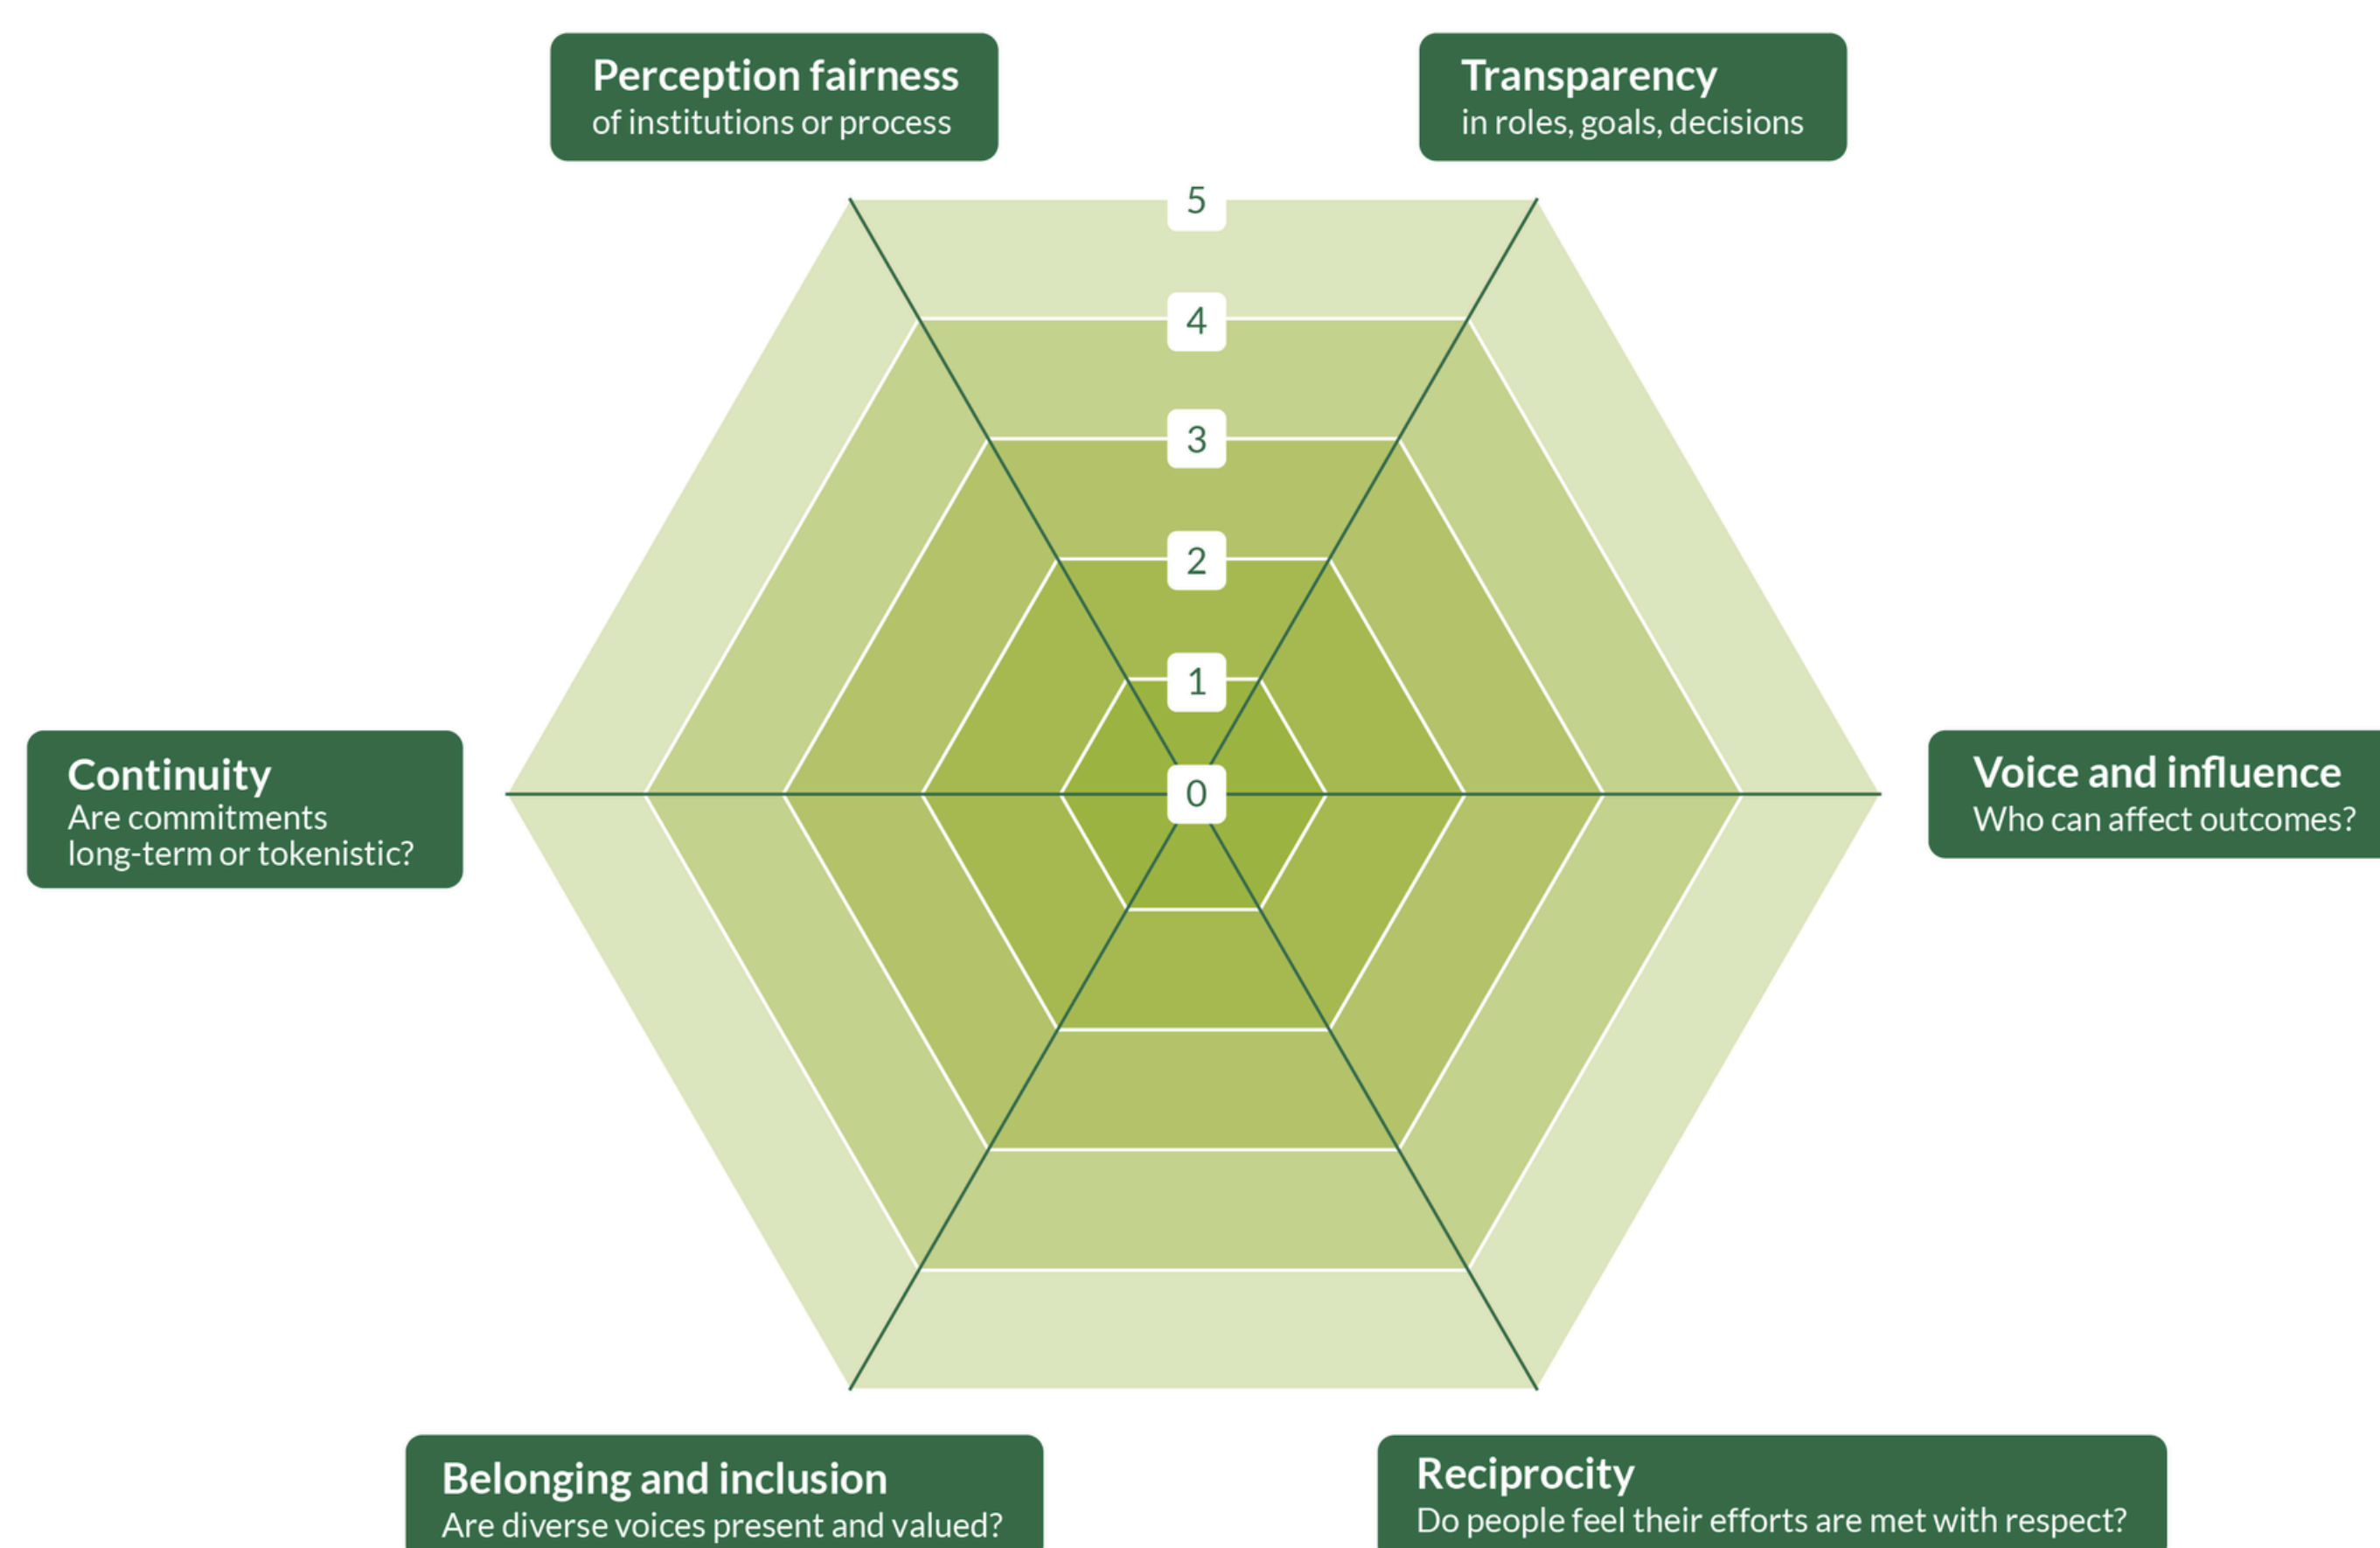 Perception fairness
of institutions or process
Transparency
in roles, goals, decisions
5
4
3
2
1
0
Continuity
Are commitments
long-term or tokenistic?
Voice and influence
Who can affect outcomes?
Belonging and inclusion
Are diverse voices present and valued?
Reciprocity
Do people feel their efforts are met with respect?